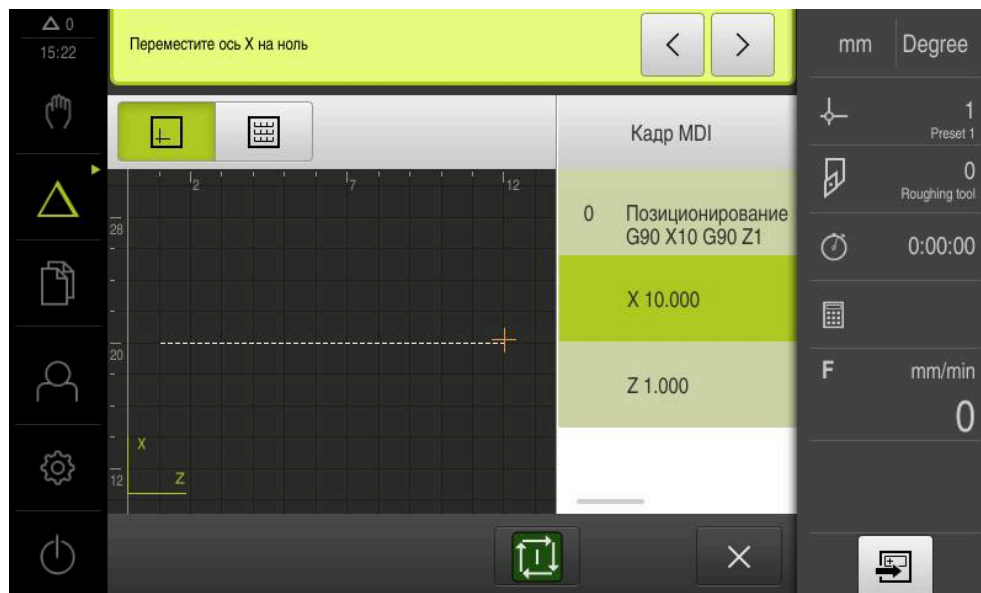 0
15:22
Переместите ось X на ноль
mm
Degree
1
Preset 1
0
Roughing tool
0:00:00
F
mm/min
0
Кадр MDI
0 Позиционирование
G90 X10 G90 Z1
X 10.000
Z 1.000
2
7
12
28
20
12
X
Z